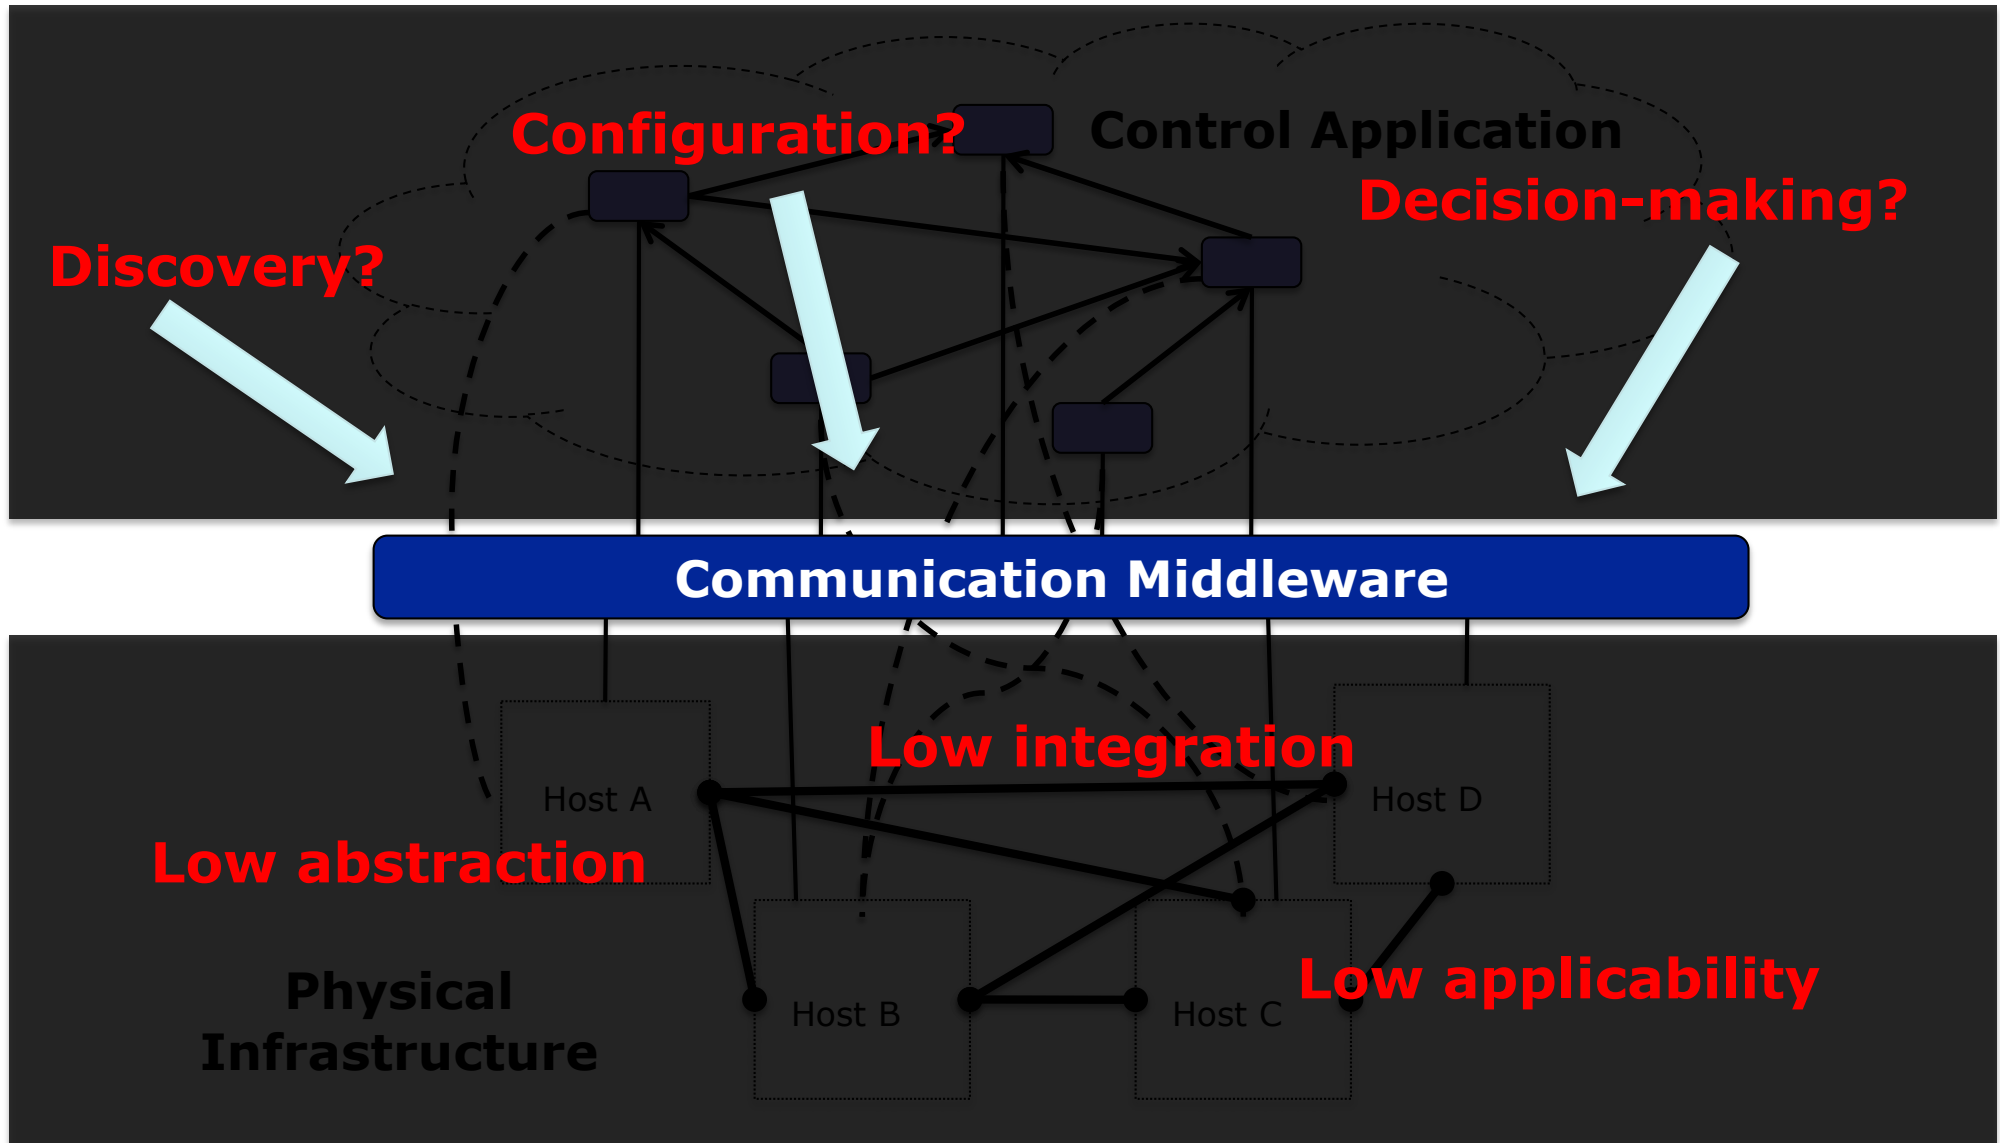 Configuration?
Control Application
Decision-making?
Discovery?
Communication Middleware
Low integration
Host A
Host D
Low abstraction
Low applicability
Physical
Infrastructure
Host B
Host C